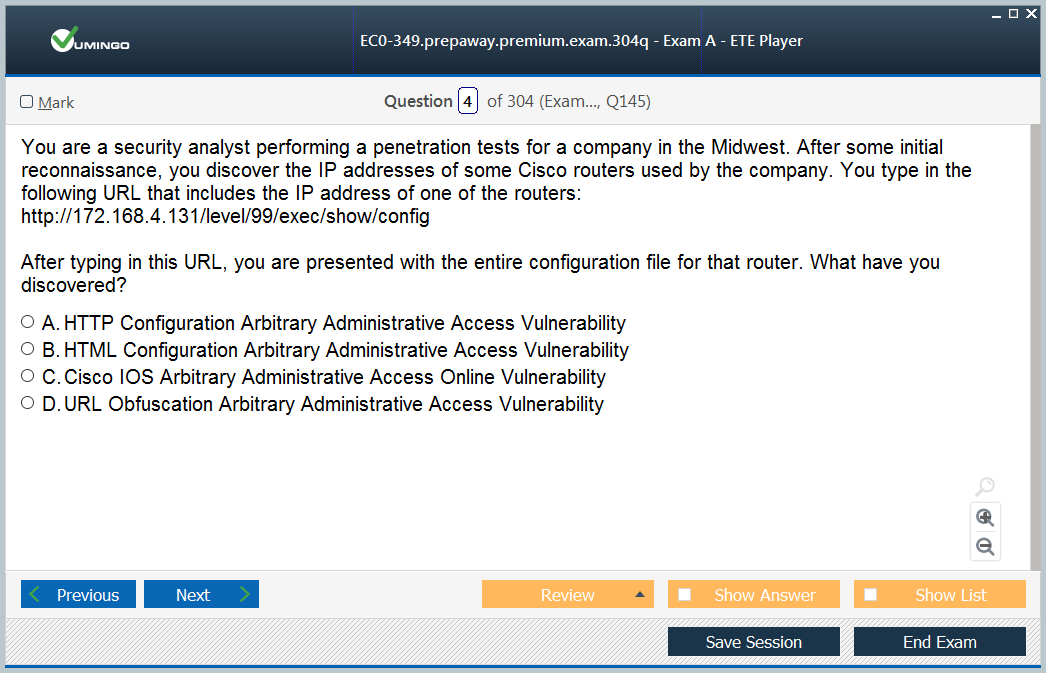 VUMINGO
EC0-349.prepaway.premium.exam.304q - Exam A - ETE Player
Mark
Question 4 of 304 (Exam..., Q145)
You are a security analyst performing a penetration tests for a company in the Midwest. After some initial
reconnaissance, you discover the IP addresses of some Cisco routers used by the company. You type in the
following URL that includes the IP address of one of the routers:
http://172.168.4.131/level/99/exec/show/config
After typing in this URL, you are presented with the entire configuration file for that router. What have you
discovered?
A. HTTP Configuration Arbitrary Administrative Access Vulnerability
B. HTML Configuration Arbitrary Administrative Access Vulnerability
C. Cisco IOS Arbitrary Administrative Access Online Vulnerability
D. URL Obfuscation Arbitrary Administrative Access Vulnerability
Previous Next Review Show Answer Show List
Save Session End Exam